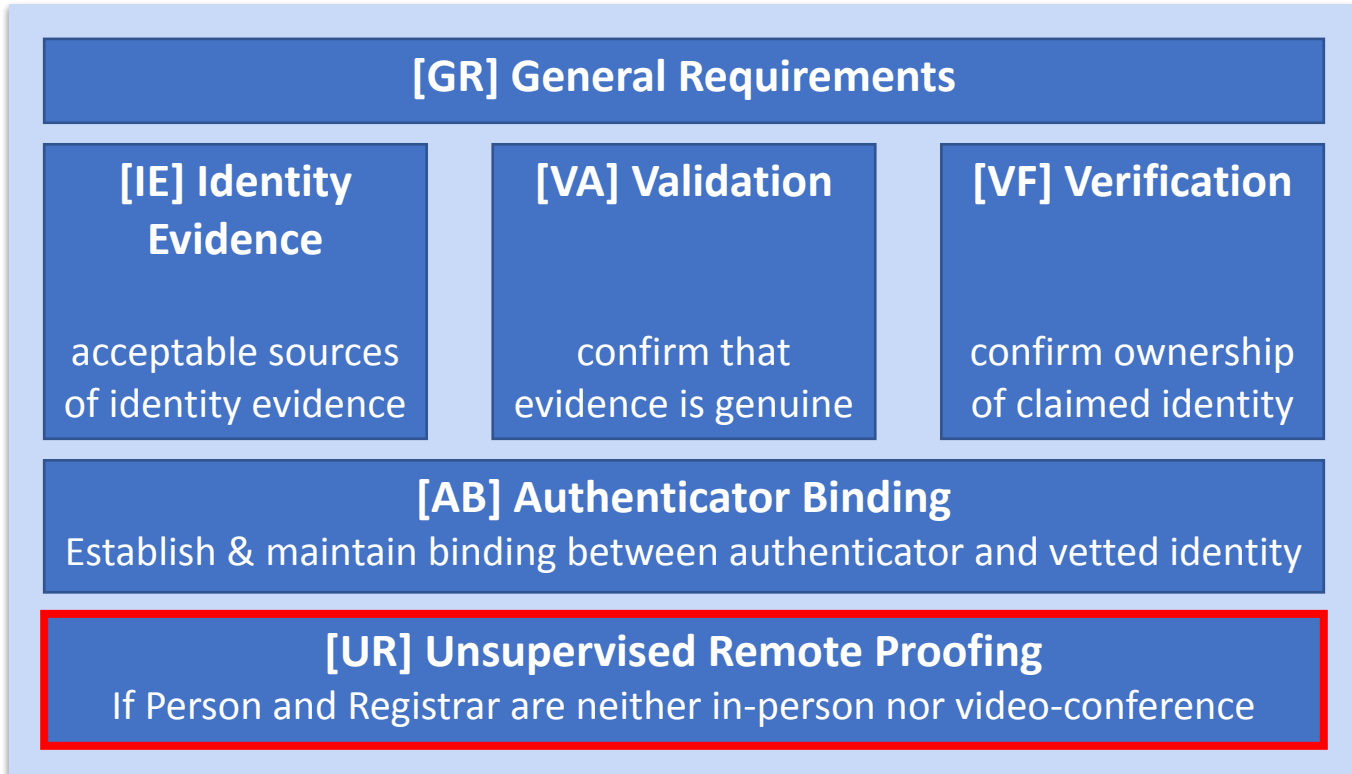 [GR] General Requirements
[IE] Identity
Evidence
acceptable sources
of identity evidence
[VA] Validation
confirm that
evidence is genuine
[VF] Verification
confirm ownership
of claimed identity
[AB] Authenticator Binding
Establish & maintain binding between authenticator and vetted identity
[UR] Unsupervised Remote Proofing
If Person and Registrar are neither in-person nor video-conference